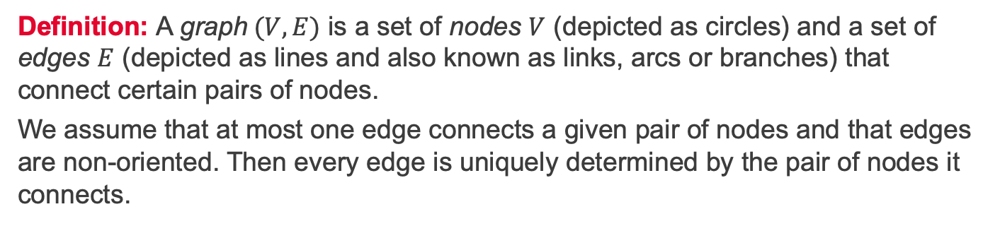 Definition: A graph (V, E) is a set of nodes V (depicted as circles) and a set of
edges E (depicted as lines and also known as links, arcs or branches) that
connect certain pairs of nodes.
We assume that at most one edge connects a given pair of nodes and that edges
are non-oriented. Then every edge is uniquely determined by the pair of nodes it
connects.